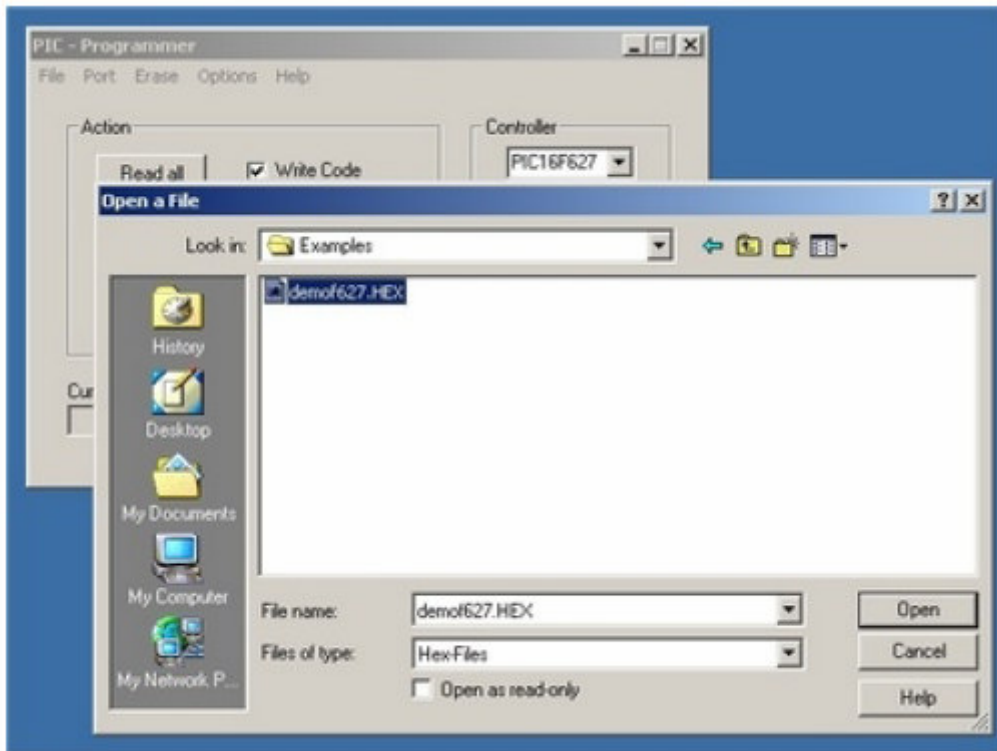 PIC - Programmer
File Port Erase Options Help
Action
Controller
Read all
Write Code
PIC16F627
Open a File
Look in: Examples
demof627.HEX
History
Desktop
My Documents
My Computer
My Network P...
Cur
File name: demof627.HEX
Open
Files of type: Hex-Files
Cancel
Open as read-only
Help